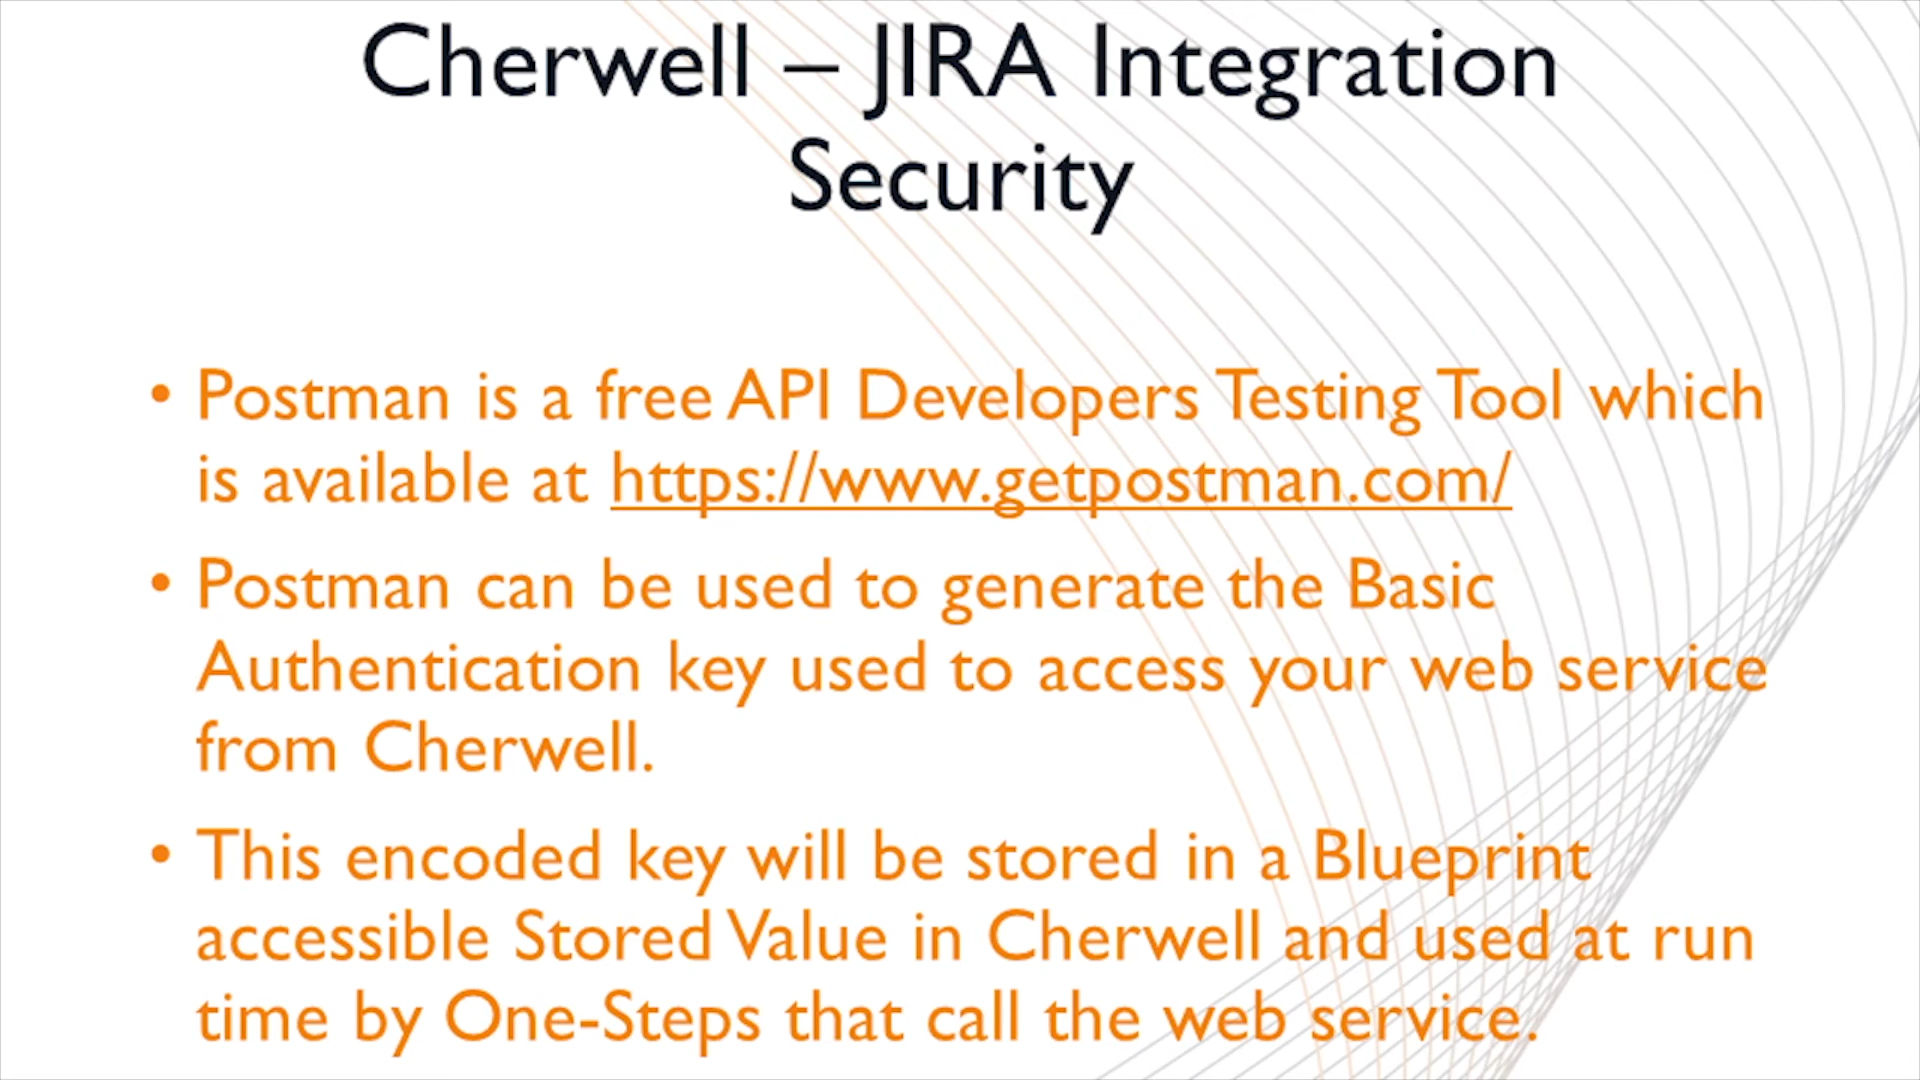 Cherwell – JIRA Integration
Security
• Postman is a free API Developers Testing Tool which
is available at https://www.getpostman.com/
• Postman can be used to generate the Basic
Authentication key used to access your web service
from Cherwell.
• This encoded key will be stored in a Blueprint
accessible Stored Value in Cherwell and used at run
time by One-Steps that call the web service.